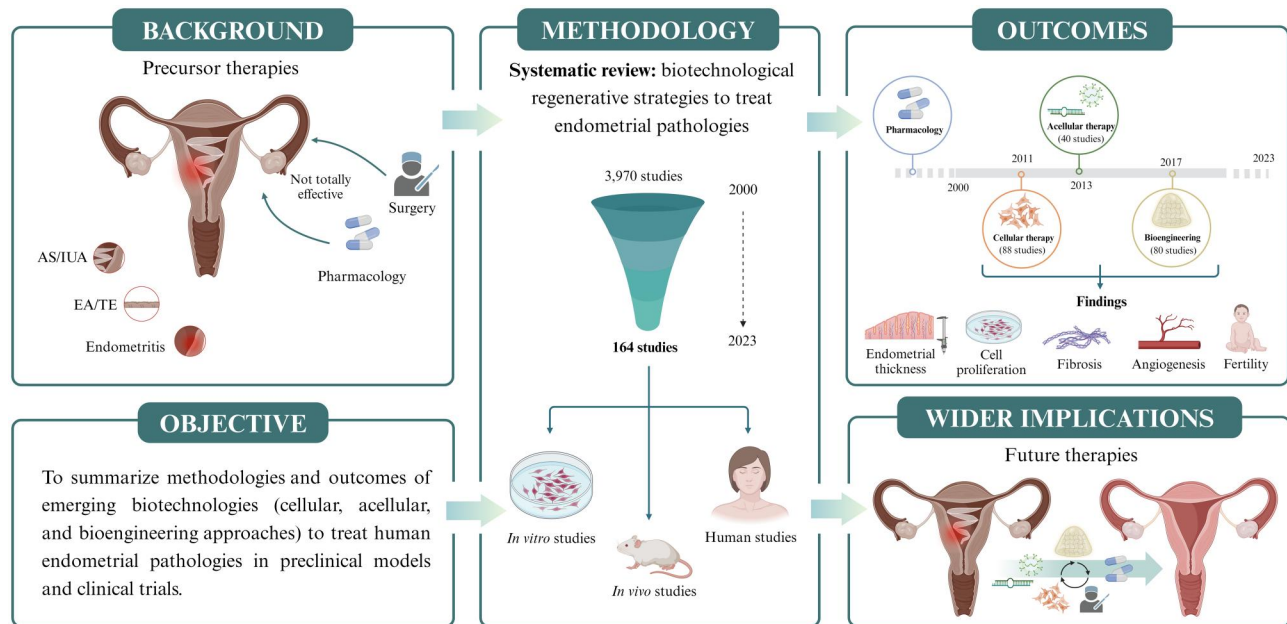 BACKGROUND
Precursor therapies
Not totally
effective
Surgery
Pharmacology
AS/IUA
EA/TE
Endometritis
OBJECTIVE
To summarize methodologies and outcomes of
emerging biotechnologies (cellular, acellular,
and bioengineering approaches) to treat human
endometrial pathologies in preclinical models
and clinical trials.
METHODOLOGY
Systematic review: biotechnological
regenerative strategies to treat
endometrial pathologies
3,970 studies
2000
164 studies
2023
In vitro studies
In vivo studies
Human studies
OUTCOMES
Pharmacology
Acellular therapy
(40 studies)
2011
2017
2023
2000
2013
Cellular therapy
(88 studies)
Bioengineering
(80 studies)
Findings
Endometrial
thickness
Cell
proliferation
Fibrosis
Angiogenesis
Fertility
WIDER IMPLICATIONS
Future therapies